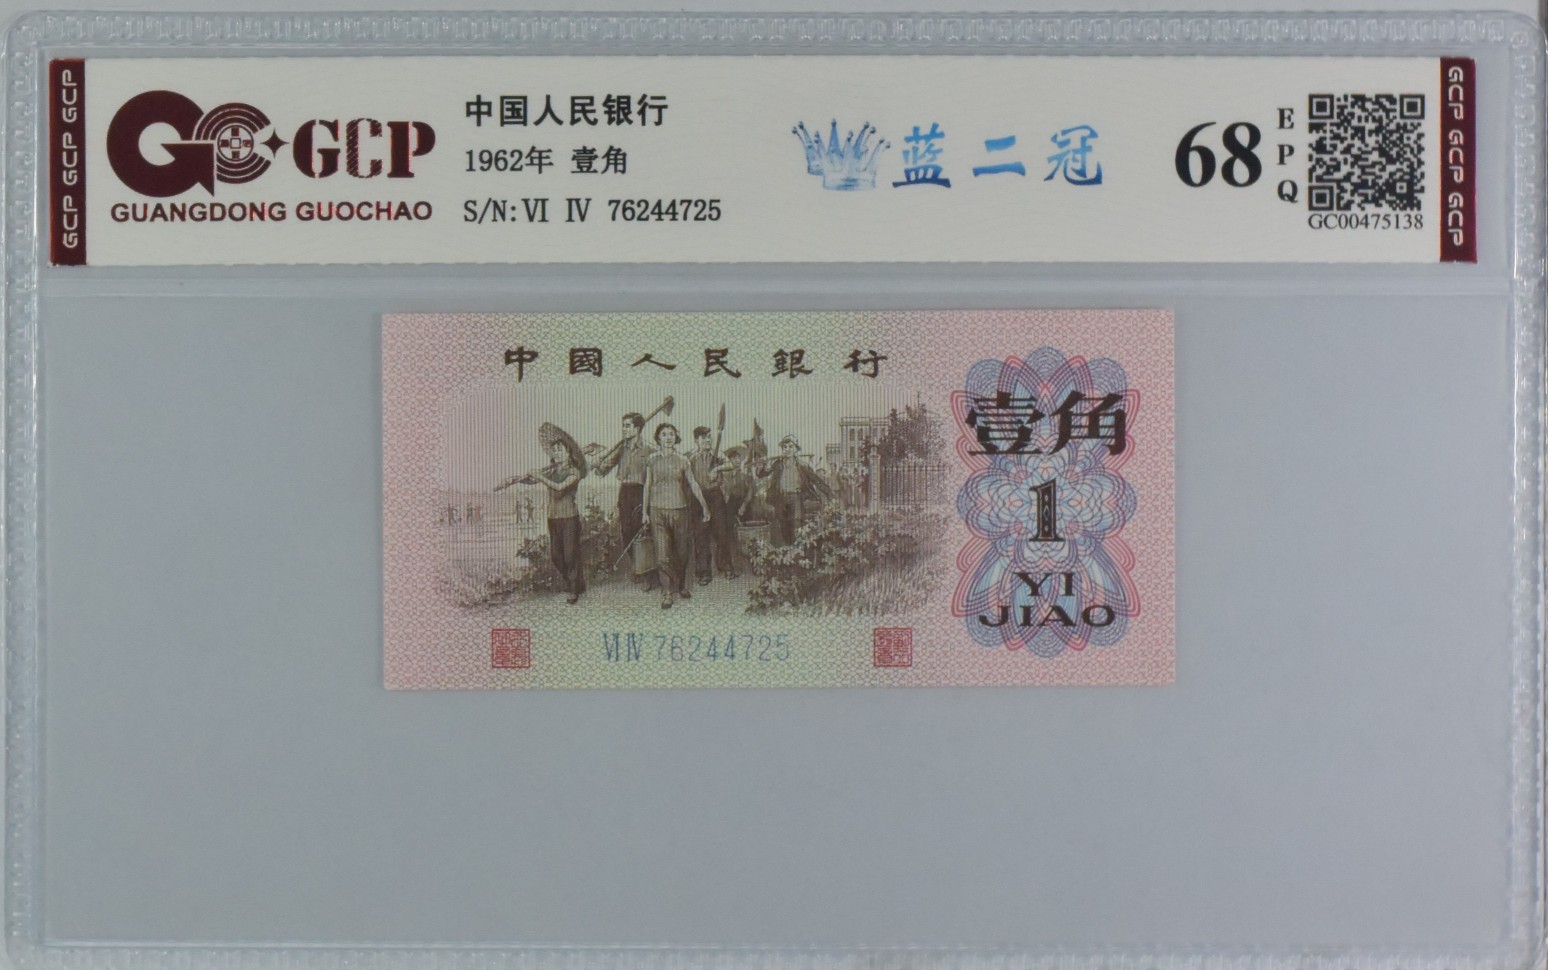 GCP GCP GCP
GCP
GUANGDONG GUOCHAO
中国人民银行
1962年 壹角
S/N: VI IV 76244725
蓝二冠
68
EPQ
GC00475138
GCP GCP GCP
中國人民銀行
壹角
1
YI
JIAO
VI IV 76244725